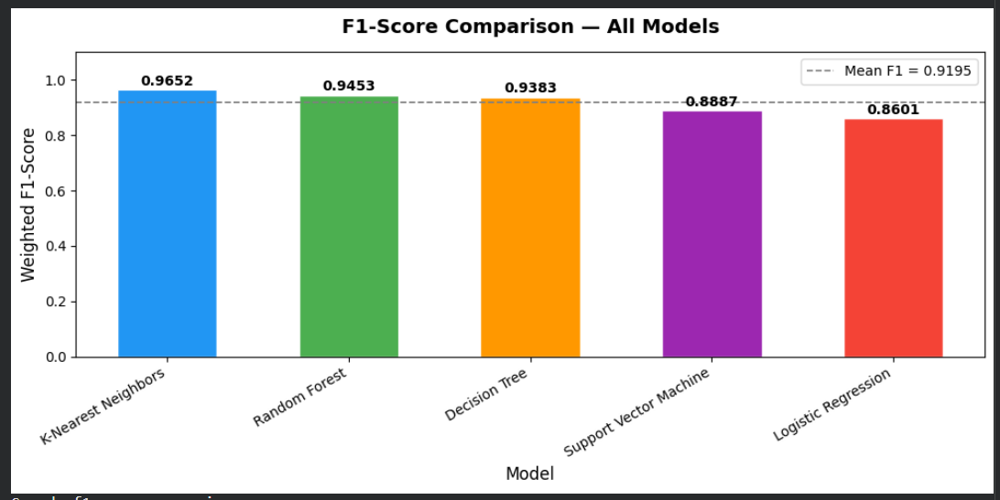 F1-Score Comparison — All Models
Mean F1 = 0.9195
1.0
0.8
0.6
0.4
0.2
0.0
Weighted F1-Score
0.9652
0.9453
0.9383
0.8887
0.8601
K-Nearest Neighbors
Random Forest
Decision Tree
Support Vector Machine
Logistic Regression
Model